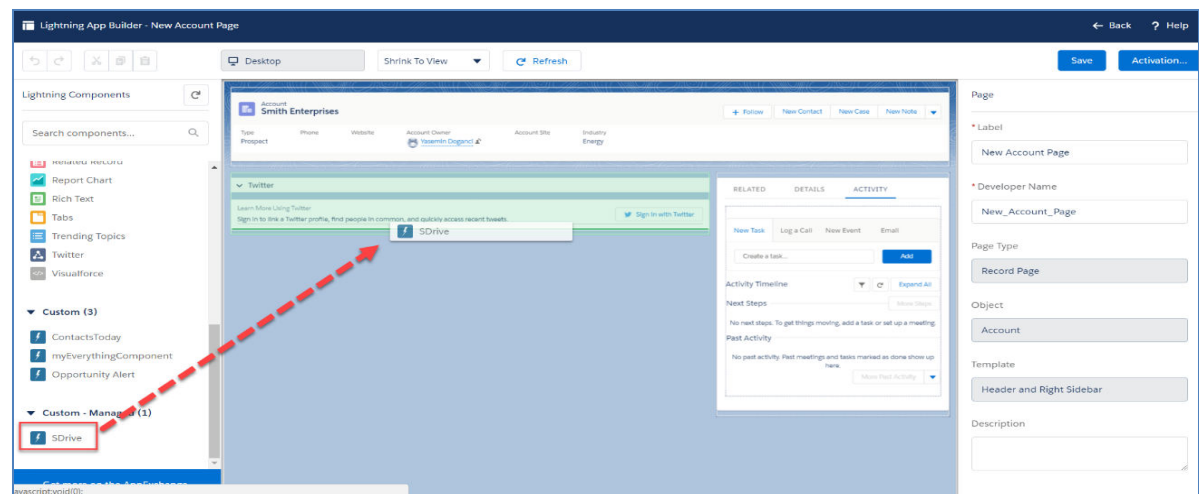 Lightning App Builder - New Account Page
← Back
? Help
Desktop
Shrink To View
Refresh
Save
Activation...
Lightning Components
Search components...
Related Record
Report Chart
Rich Text
Tabs
Trending Topics
Twitter
Visualforce
Custom (3)
ContactsToday
myEverythingComponent
Opportunity Alert
Custom - Managed (1)
SDrive
Get more on the AppExchange
avascript:void(0);
Account
Smith Enterprises
+ Follow
New Contact
New Case
New Note
Type
Phone
Website
Account Owner
Account Site
Industry
Prospect
Yasemin Doganci
Energy
Twitter
Learn More Using Twitter
Sign in to link a Twitter profile, find people in common, and quickly access recent tweets.
Sign in with Twitter
SDrive
RELATED
DETAILS
ACTIVITY
New Task
Log a Call
New Event
Email
Create a task...
Add
Activity Timeline
Expand All
Next Steps
More Steps
No next steps. To get things moving, add a task or set up a meeting.
Past Activity
No past activity. Past meetings and tasks marked as done show up
here.
More Past Activity
Page
* Label
New Account Page
* Developer Name
New_Account_Page
Page Type
Record Page
Object
Account
Template
Header and Right Sidebar
Description